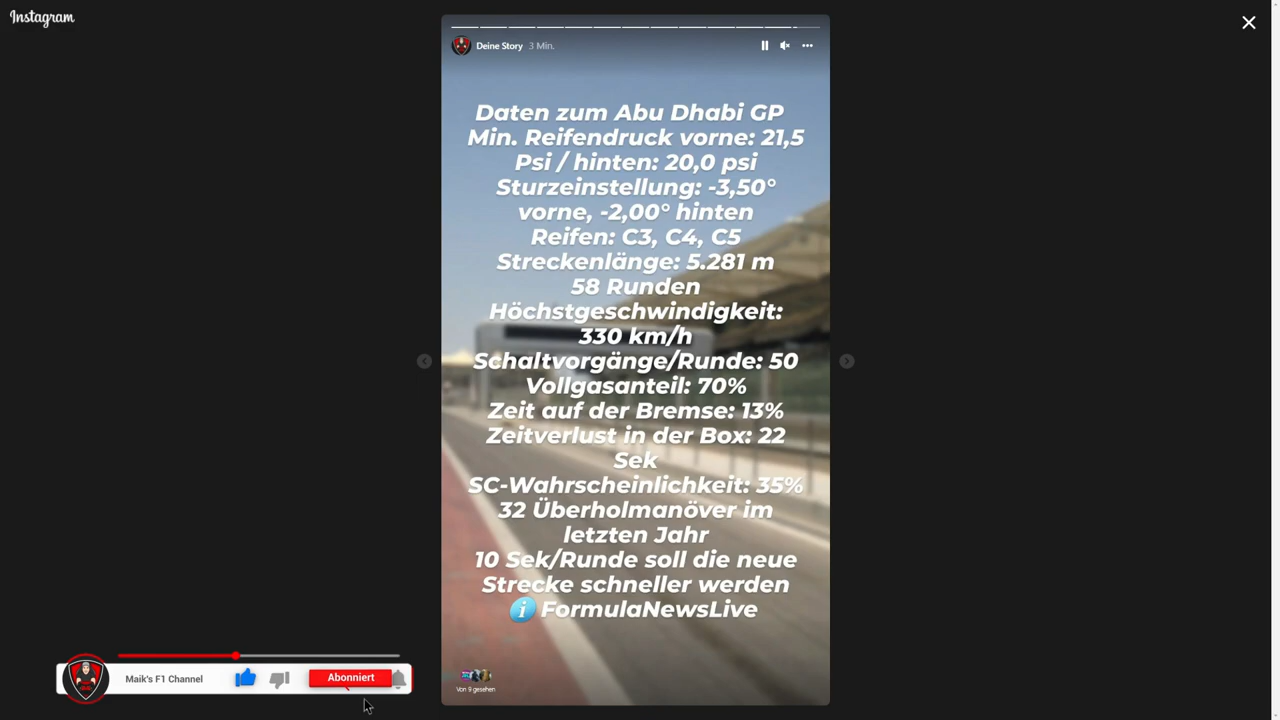 Instagram
Deine Story 3 Min.
Daten zum Abu Dhabi GP
Min. Reifendruck vorne: 21,5
Psi / hinten: 20,0 psi
Sturzeinstellung: -3,50°
vorne, -2,00° hinten
Reifen: C3, C4, C5
Streckenlänge: 5.281 m
58 Runden
Höchstgeschwindigkeit:
330 km/h
Schaltvorgänge/Runde: 50
Vollgasanteil: 70%
Zeit auf der Bremse: 13%
Zeitverlust in der Box: 22
Sek
SC-Wahrscheinlichkeit: 35%
32 Überholmanöver im
letzten Jahr
10 Sek/Runde soll die neue
Strecke schneller werden
ℹ️ FormulaNewsLive
Von 9 gesehen
Maik's F1 Channel
Abonniert